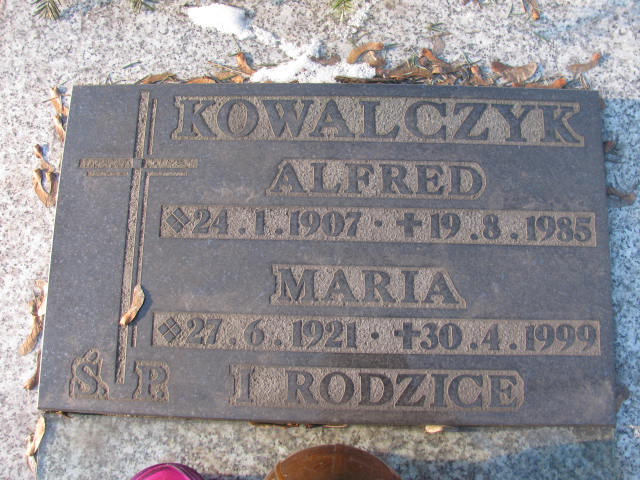 KOWALCZYK
ALFRED
24.1.1907 · 19.8.1985
MARIA
27.6.1921 · 30.4.1999
Ś. P. I RODZICE